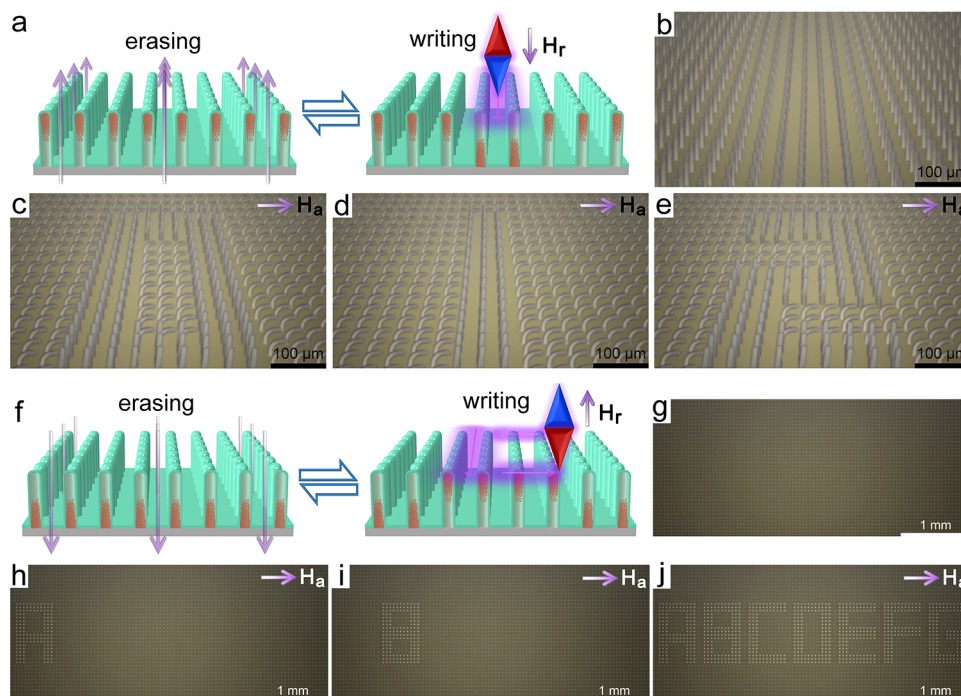 a
erasing
writing
Hr
b
100 µm
c
Ha
100 µm
d
Ha
100 µm
e
Ha
100 µm
f
erasing
writing
Hr
g
1 mm
h
Ha
1 mm
i
Ha
1 mm
j
Ha
1 mm
A
B
ABCDEFG